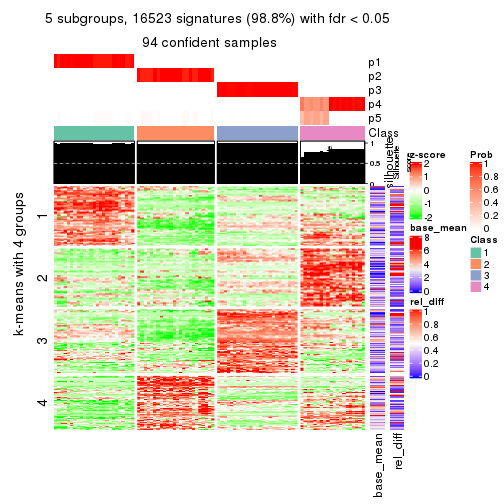 5 subgroups, 16523 signatures (98.8%) with fdr < 0.05
94 confident samples
p1
p2
p3
p4
p5
Class
silhouette
Silhouette
score
1
0.5
0
k-means with 4 groups
1
2
3
4
base_mean
rel_diff
z-score
2
1
0
-1
-2
base_mean
8
6
4
2
0
rel_diff
1
0.8
0.6
0.4
0.2
0
Prob
1
0.8
0.6
0.4
0.2
0
Class
1
2
3
4